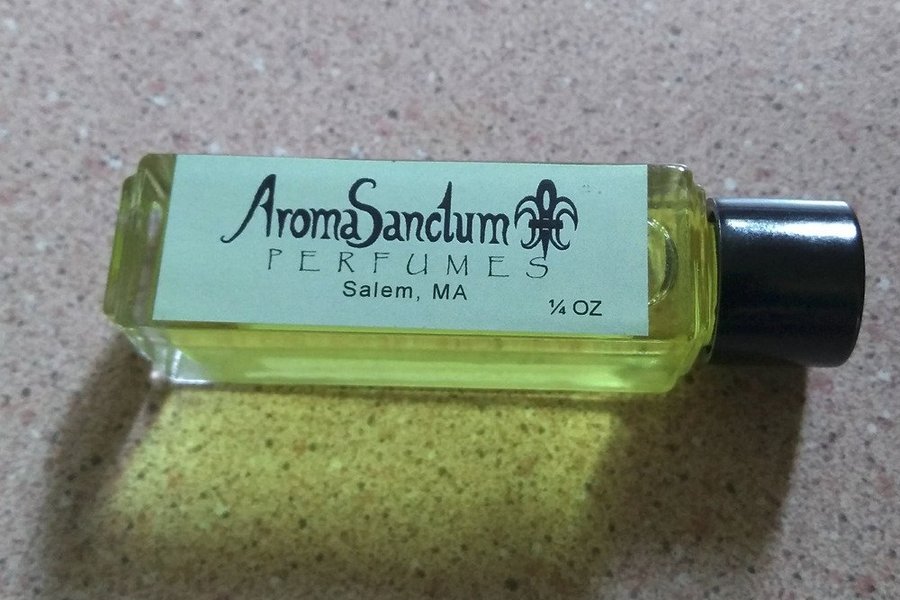 AromaSanctum
PERFUMES
Salem, MA
¼ OZ